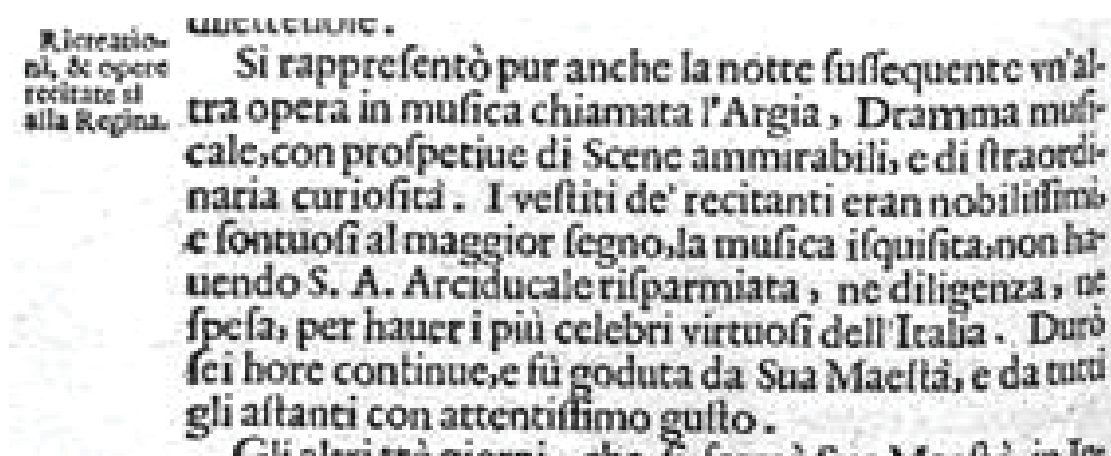 Ricreatio-
ni, & opere
recitate si
alla Regina.
Si rappreſentò pur anche la notte ſuſſequente vn'al-
tra opera in muſica chiamata l'Argia, Dramma muſi-
cale, con proſpetiue di Scene ammirabili, e di ſtraordi-
naria curioſità. I veſtiti de' recitanti eran nobiliſſimi,
e ſontuoſi al maggior ſegno, la muſica iſquiſita, non ha-
uendo S. A. Arciducale riſparmiata, ne diligenza, ne
ſpeſa, per hauer i più celebri virtuoſi dell'Italia. Durò
ſei hore continue, e fù goduta da Sua Maeſtà, e da tutti
gli aſtanti con attentiſſimo guſto.